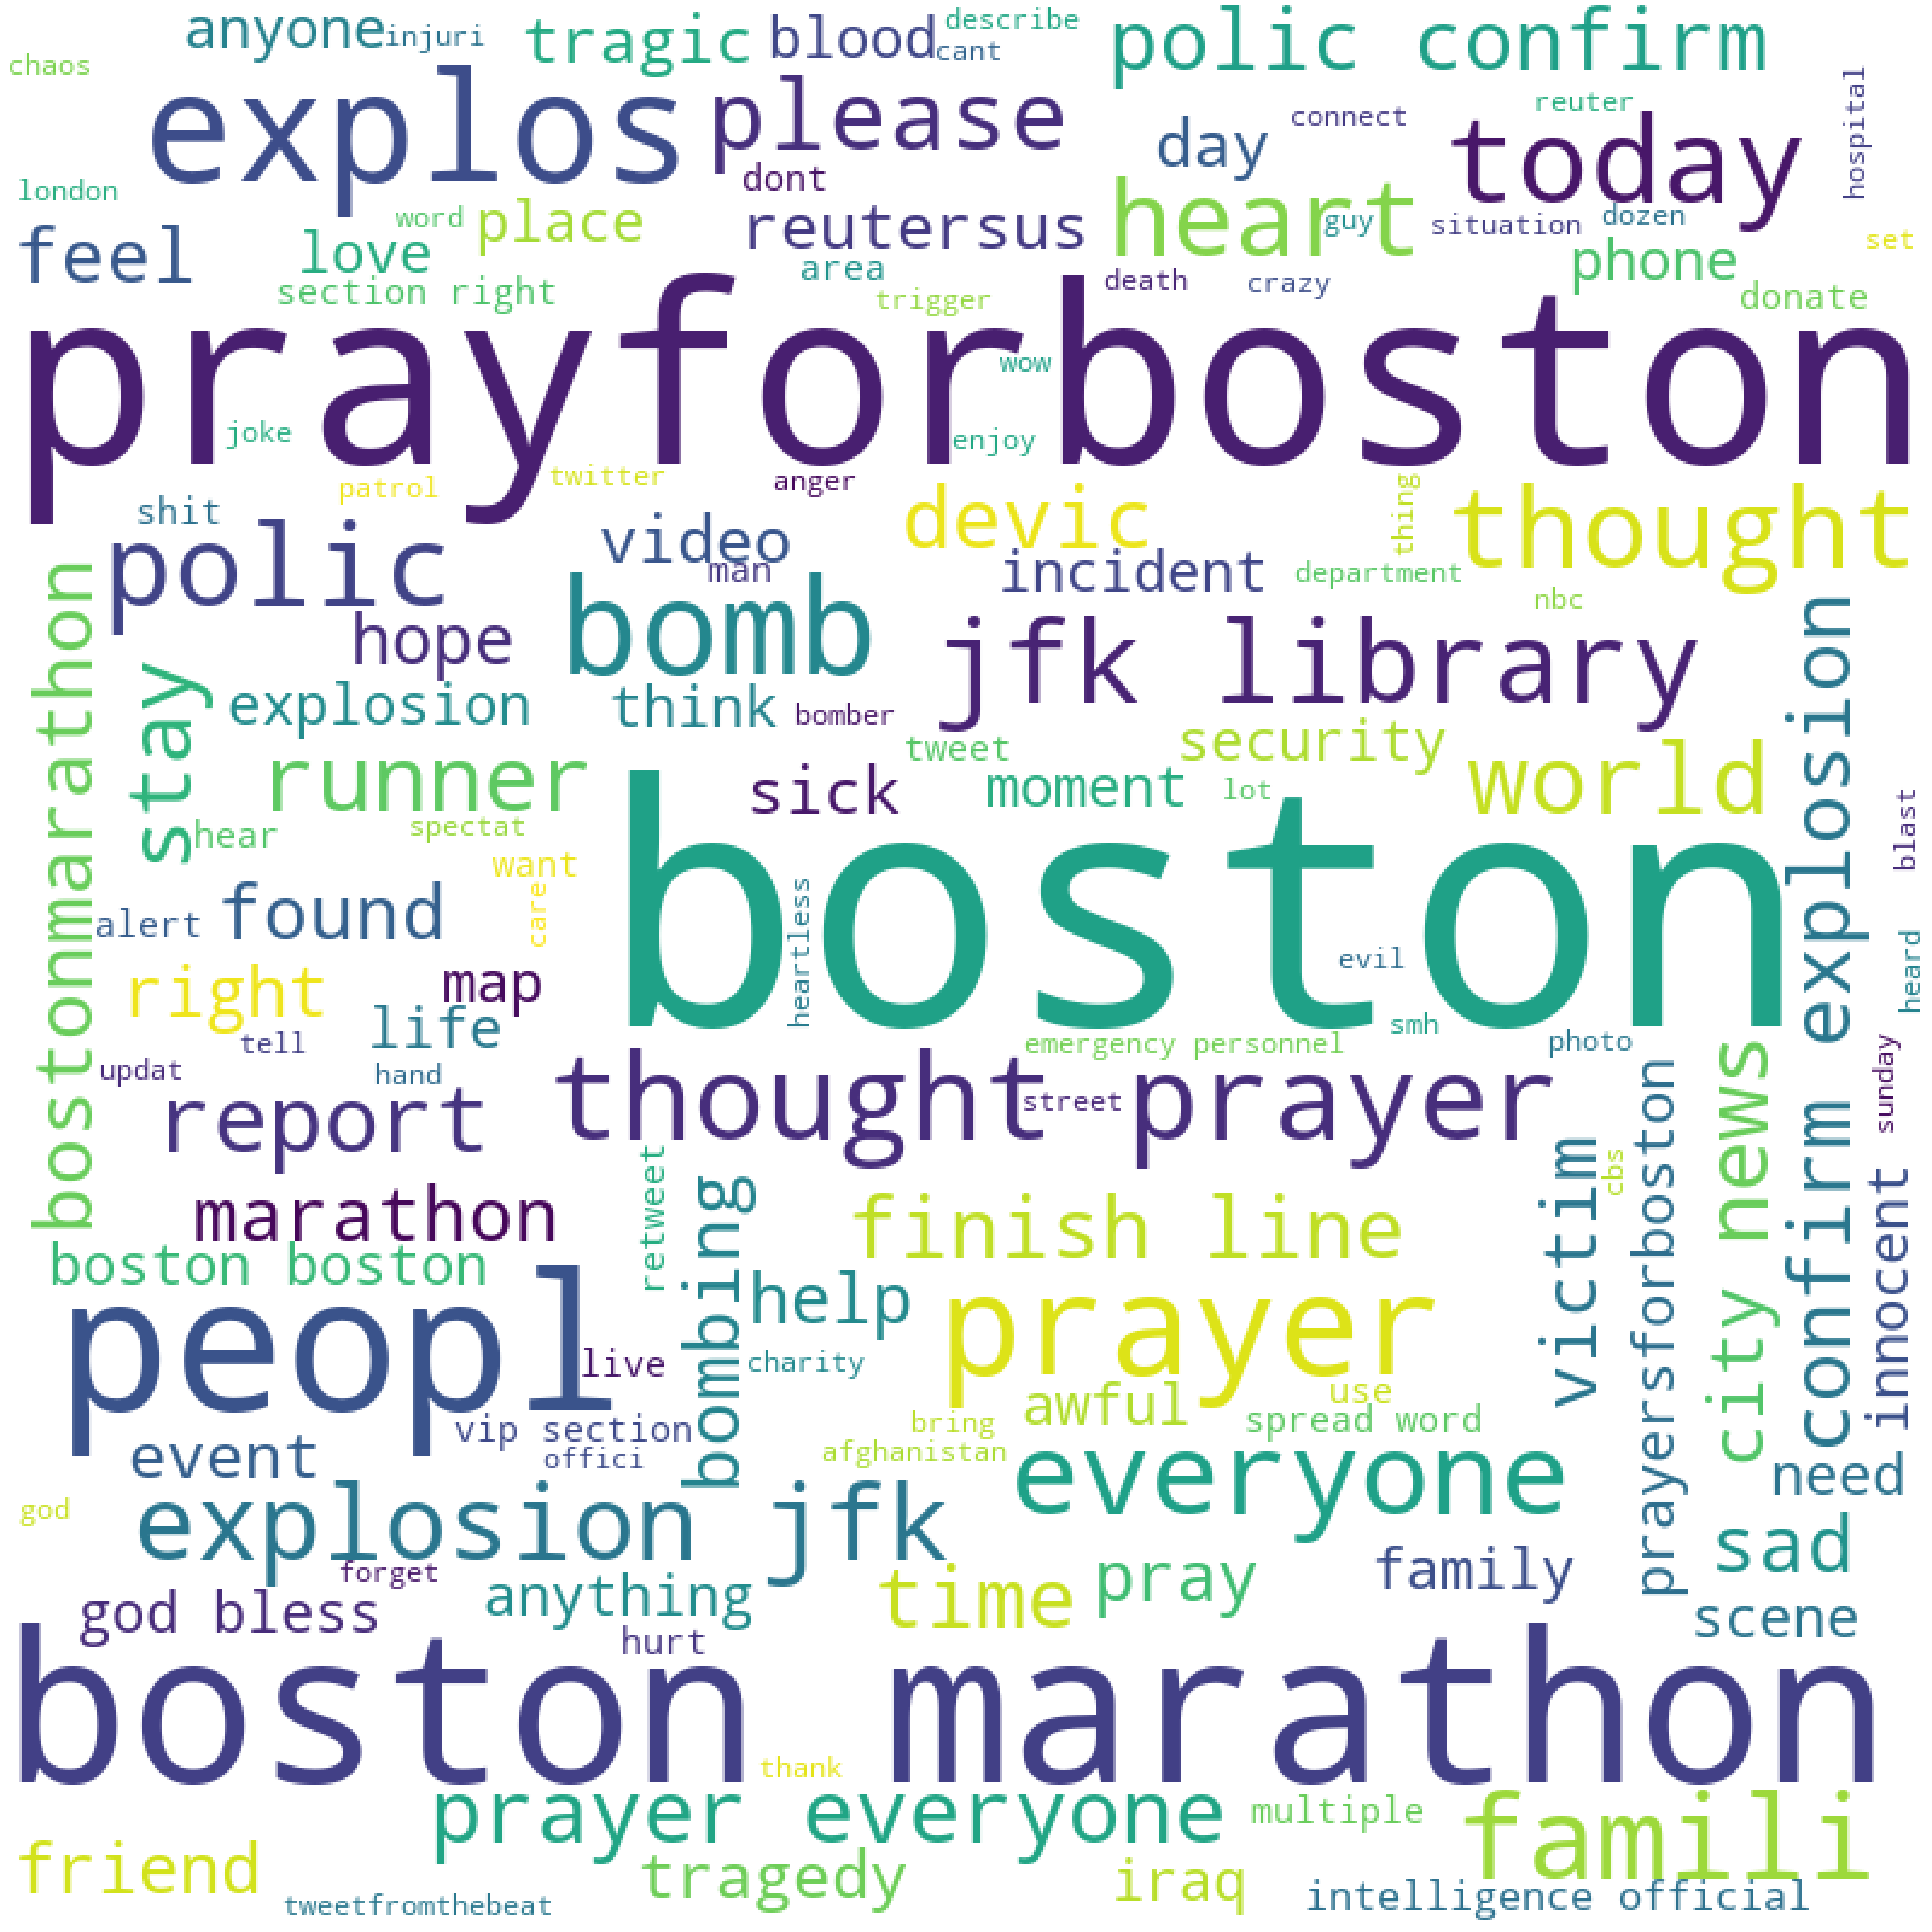 describe
anyone
injuri
tragic
blood
cant
polic confirm
chaos
explos
please
reuter
connect
hospital
today
day
dont
london
word
place
reutersus
heart
guy
situation
dozen
set
feel
love
area
phone
section right
trigger
death
crazy
donate
prayforboston
wow
joke
enjoy
patrol
twitter
anger
thing
shit
devic
thought
polic
video
man
incident
department
nbc
bostonmarathon
hope
bomb
jfk library
confirm explosion
stay
explosion
think
bomber
tweet
security
runner
sick
moment
lot
world
blast
hear
spectat
want
boston
alert
found
care
heartless
evil
heard
right
map
life
smh
tell
emergency personnel
photo
sunday
updat
hand
report
thought prayer
street
city news
prayersforboston
victim
cbs
retweet
bombing
innocent
marathon
finish line
boston boston
help
peopl
live
charity
prayer
use
awful
vip section
bring
spread word
event
offici
afghanistan
everyone
need
god
explosion jfk
sad
forget
anything
time
pray
family
god bless
hurt
scene
boston marathon
thank
prayer everyone
multiple
famili
friend
tragedy
iraq
tweetfromthebeat
intelligence official